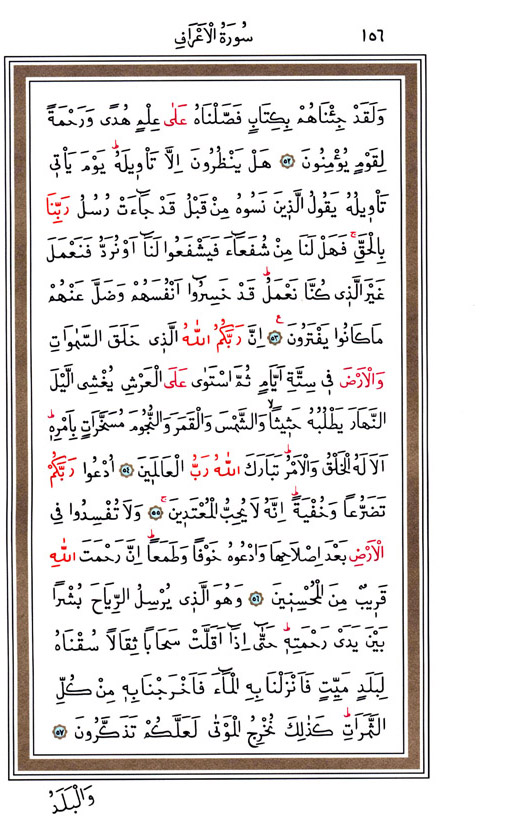 سُورَةُ الْاَعْرَافِ ١٥٦
وَلَقَدْ جِئْنَاهُمْ بِكِتَابٍ فَصَّلْنَاهُ عَلٰى عِلْمٍ هُدًى وَرَحْمَةً
لِقَوْمٍ يُؤْمِنُونَ ﴿٥٢﴾ هَلْ يَنْظُرُونَ اِلَّا تَأْوٖيلَهُۜ يَوْمَ يَأْتٖى
تَأْوٖيلُهُ يَقُولُ الَّذٖينَ نَسُوهُ مِنْ قَبْلُ قَدْ جَٓاءَتْ رُسُلُ رَبِّنَا
بِالْحَقِّۚ فَهَلْ لَنَا مِنْ شُفَعَٓاءَ فَيَشْفَعُوا لَنَٓا اَوْ نُرَدُّ فَنَعْمَلَ
غَيْرَ الَّذٖى كُنَّا نَعْمَلُۜ قَدْ خَسِرُٓوا اَنْفُسَهُمْ وَضَلَّ عَنْهُمْ
مَا كَانُوا يَفْتَرُونَ ﴿٥٣﴾ اِنَّ رَبَّكُمُ اللّٰهُ الَّذٖى خَلَقَ السَّمٰوَاتِ
وَالْاَرْضَ فٖى سِتَّةِ اَيَّامٍ ثُمَّ اسْتَوٰى عَلَى الْعَرْشِ يُغْشِى الَّيْلَ
النَّهَارَ يَطْلُبُهُ حَثٖيثًاۙ وَالشَّمْسَ وَالْقَمَرَ وَالنُّجُومَ مُسَخَّرَاتٍ بِاَمْرِهٖۜ
اَلَا لَهُ الْخَلْقُ وَالْاَمْرُۜ تَبَارَكَ اللّٰهُ رَبُّ الْعَالَمٖينَ ﴿٥٤﴾ اُدْعُوا رَبَّكُمْ
تَضَرُّعًا وَخُفْيَةًۜ اِنَّهُ لَا يُحِبُّ الْمُعْتَدٖينَۚ ﴿٥٥﴾ وَلَا تُفْسِدُوا فِى
الْاَرْضِ بَعْدَ اِصْلَاحِهَا وَادْعُوهُ خَوْفًا وَطَمَعًاۜ اِنَّ رَحْمَتَ اللّٰهِ
قَرٖيبٌ مِنَ الْمُحْسِنٖينَ ﴿٥٦﴾ وَهُوَ الَّذٖى يُرْسِلُ الرِّيَاحَ بُشْرًا
بَيْنَ يَدَىْ رَحْمَتِهٖۜ حَتّٰٓى اِذَٓا اَقَلَّتْ سَحَابًا ثِقَالًا سُقْنَاهُ
لِبَلَدٍ مَيِّتٍ فَاَنْزَلْنَا بِهِ الْمَٓاءَ فَاَخْرَجْنَا بِهٖ مِنْ كُلِّ
الثَّمَرَاتِۜ كَذٰلِكَ نُخْرِجُ الْمَوْتٰى لَعَلَّكُمْ تَذَكَّرُونَ ﴿٥٧﴾
وَالْبَلَدُ